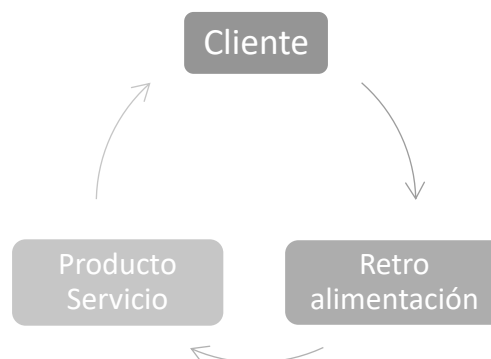 Cliente
Producto
Servicio
Retro
alimentación